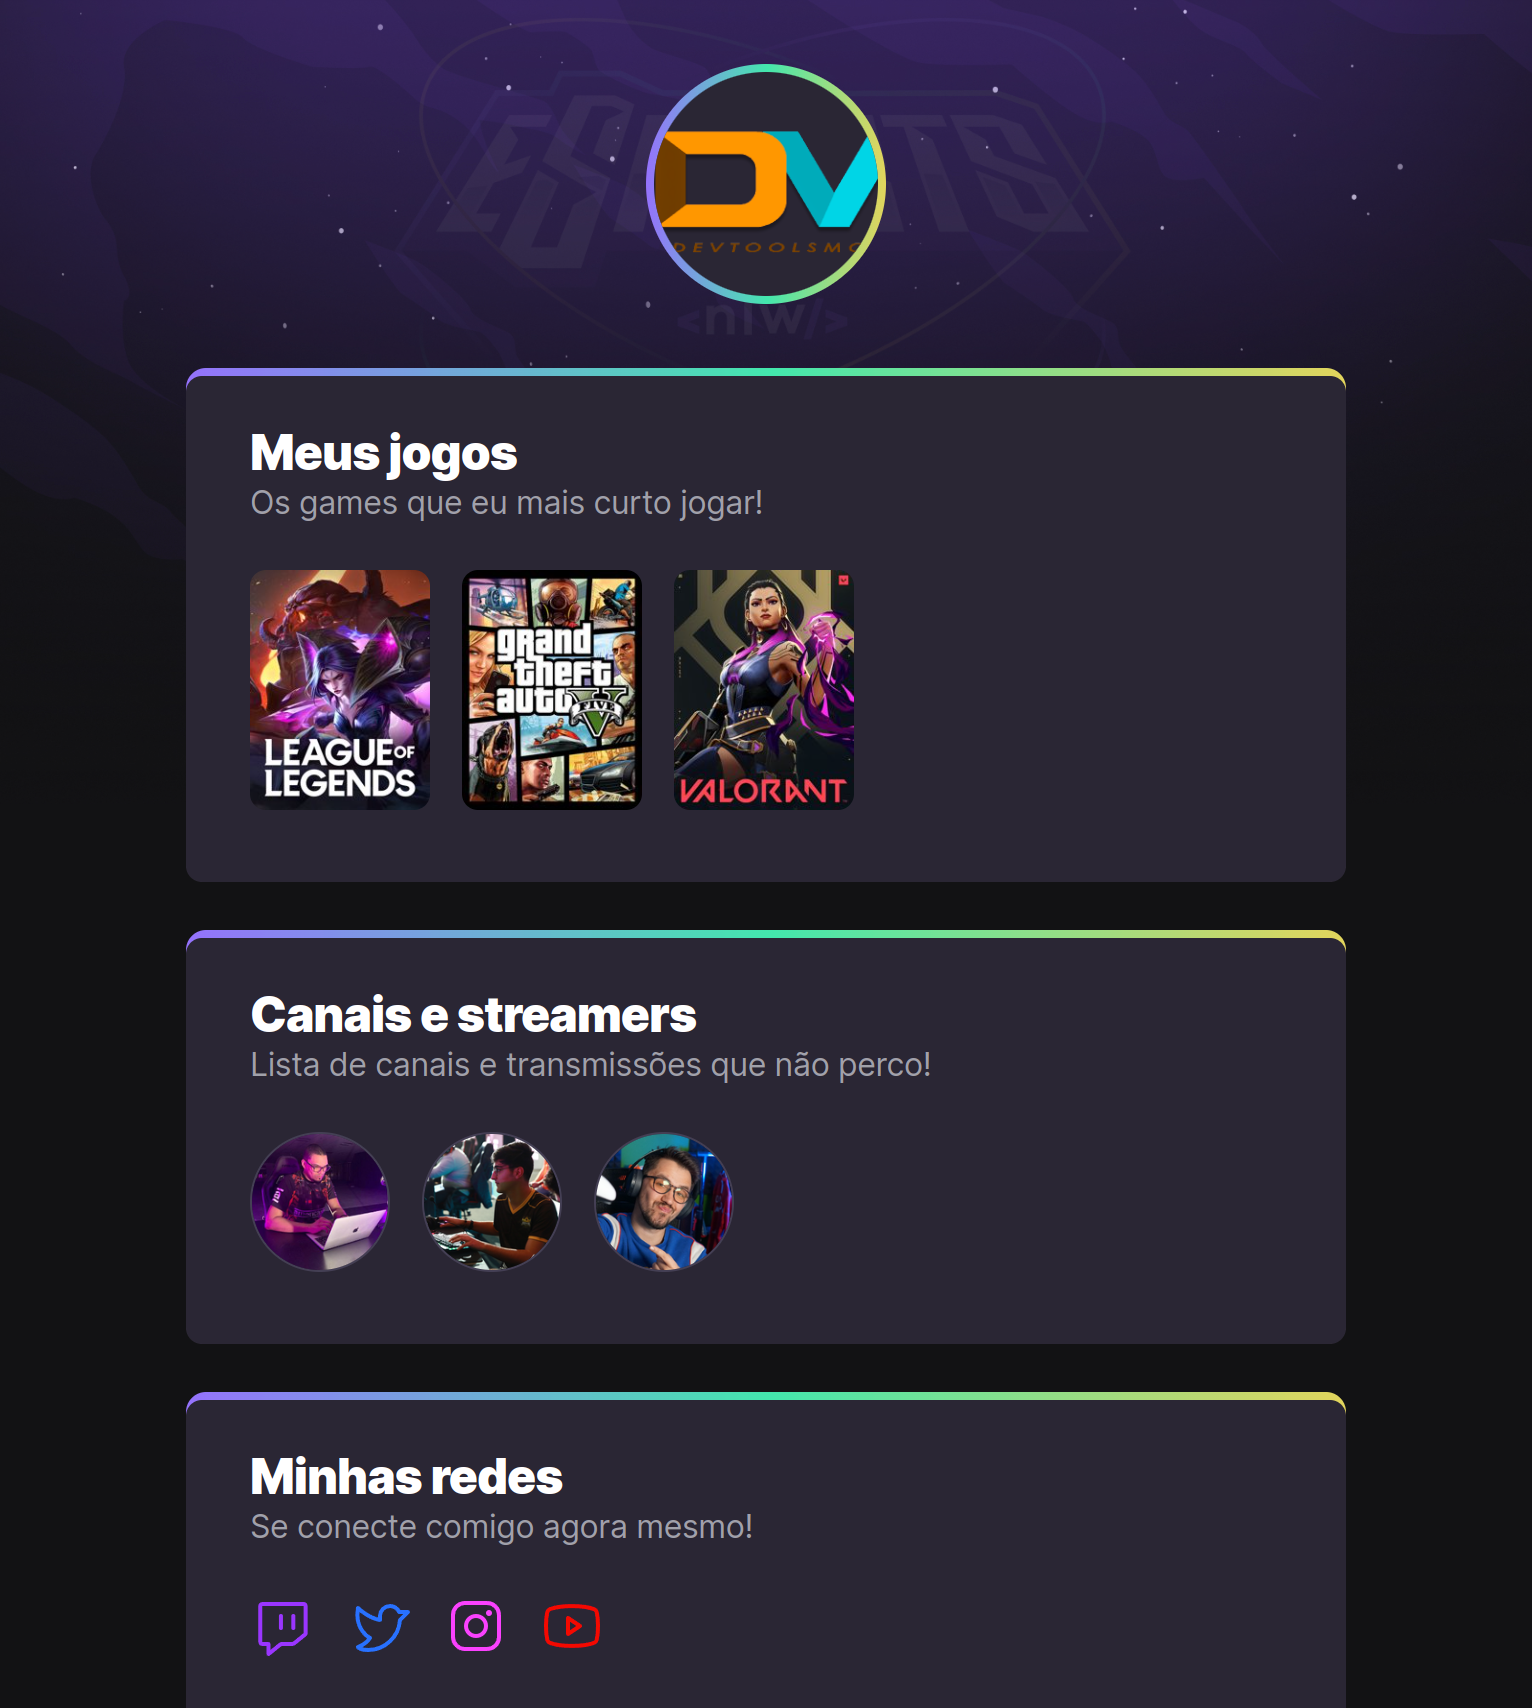 DV
DEVTOOLSMO
<nlw/>
Meus jogos
Os games que eu mais curto jogar!
LEAGUE OF
LEGENDS
grand
theft
auto
FIVE
VALORANT
Canais e streamers
Lista de canais e transmissões que não perco!
Minhas redes
Se conecte comigo agora mesmo!